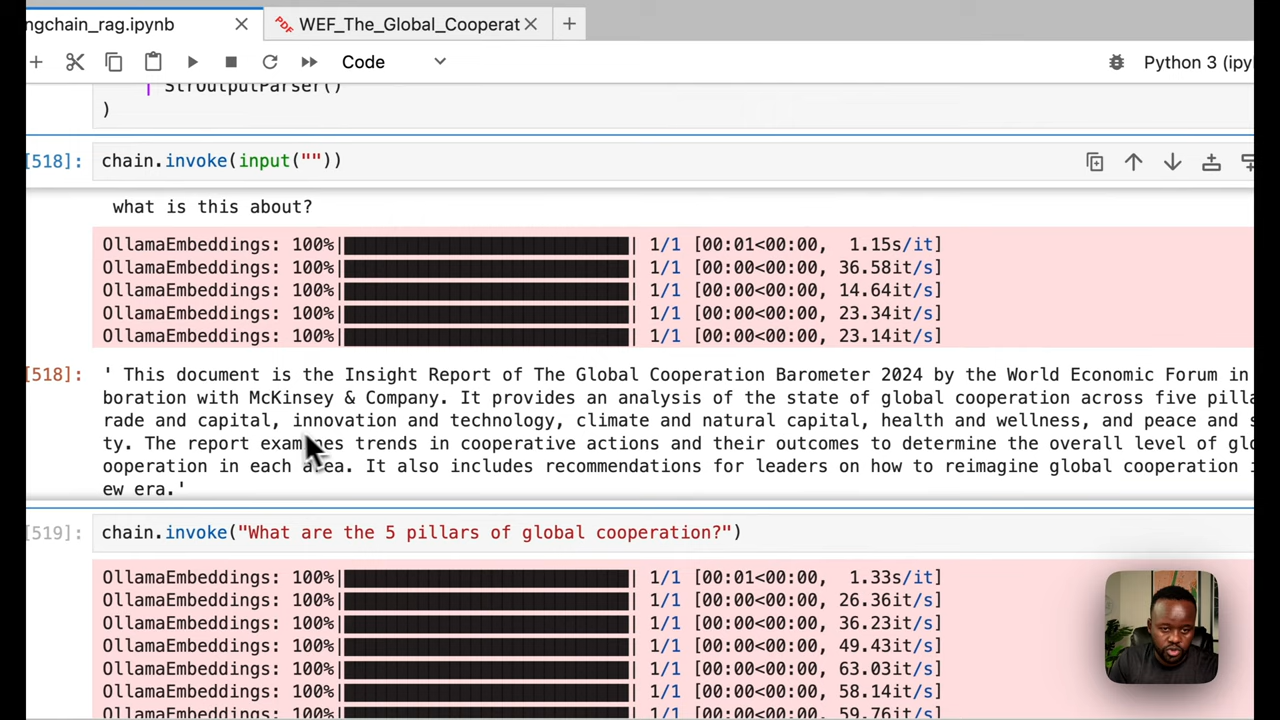 ngchain_rag.ipynb
WEF_The_Global_Cooperat
Code
Python 3 (ipy
| StrOutputParser()
)
[518]:
chain.invoke(input(""))
what is this about?
OllamaEmbeddings: 100%|██████████| 1/1 [00:01<00:00,  1.15s/it]
OllamaEmbeddings: 100%|██████████| 1/1 [00:00<00:00, 36.58it/s]
OllamaEmbeddings: 100%|██████████| 1/1 [00:00<00:00, 14.64it/s]
OllamaEmbeddings: 100%|██████████| 1/1 [00:00<00:00, 23.34it/s]
OllamaEmbeddings: 100%|██████████| 1/1 [00:00<00:00, 23.14it/s]
[518]:
' This document is the Insight Report of The Global Cooperation Barometer 2024 by the World Economic Forum in
boration with McKinsey & Company. It provides an analysis of the state of global cooperation across five pilla
rade and capital, innovation and technology, climate and natural capital, health and wellness, and peace and s
ty. The report examines trends in cooperative actions and their outcomes to determine the overall level of glo
ooperation in each area. It also includes recommendations for leaders on how to reimagine global cooperation i
ew era.'
[519]:
chain.invoke("What are the 5 pillars of global cooperation?")
OllamaEmbeddings: 100%|██████████| 1/1 [00:01<00:00,  1.33s/it]
OllamaEmbeddings: 100%|██████████| 1/1 [00:00<00:00, 26.36it/s]
OllamaEmbeddings: 100%|██████████| 1/1 [00:00<00:00, 36.23it/s]
OllamaEmbeddings: 100%|██████████| 1/1 [00:00<00:00, 49.43it/s]
OllamaEmbeddings: 100%|██████████| 1/1 [00:00<00:00, 63.03it/s]
OllamaEmbeddings: 100%|██████████| 1/1 [00:00<00:00, 58.14it/s]
OllamaEmbeddings: 100%|██████████| 1/1 [00:00<00:00, 59.76it/s]